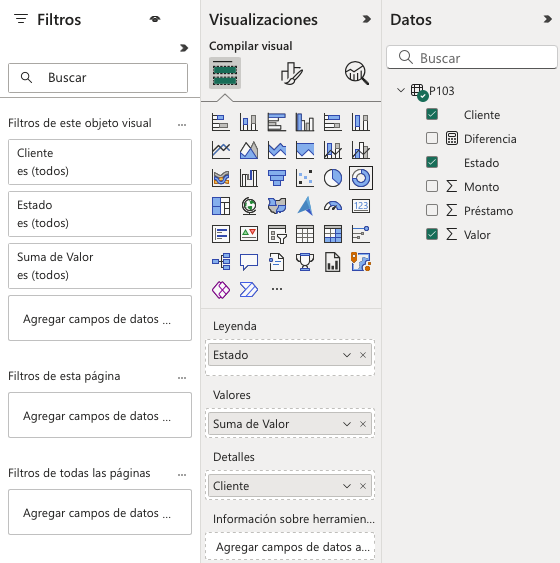 Filtros
Buscar
Filtros de este objeto visual ...
Cliente
es (todos)
Estado
es (todos)
Suma de Valor
es (todos)
Agregar campos de datos ...
Filtros de esta página ...
Agregar campos de datos ...
Filtros de todas las páginas ...
Agregar campos de datos ...
Visualizaciones
Compilar visual
123
...
Leyenda
Estado
Valores
Suma de Valor
Detalles
Cliente
Información sobre herramien...
Agregar campos de datos a...
Datos
Buscar
P103
Cliente
Diferencia
Estado
Monto
Préstamo
Valor